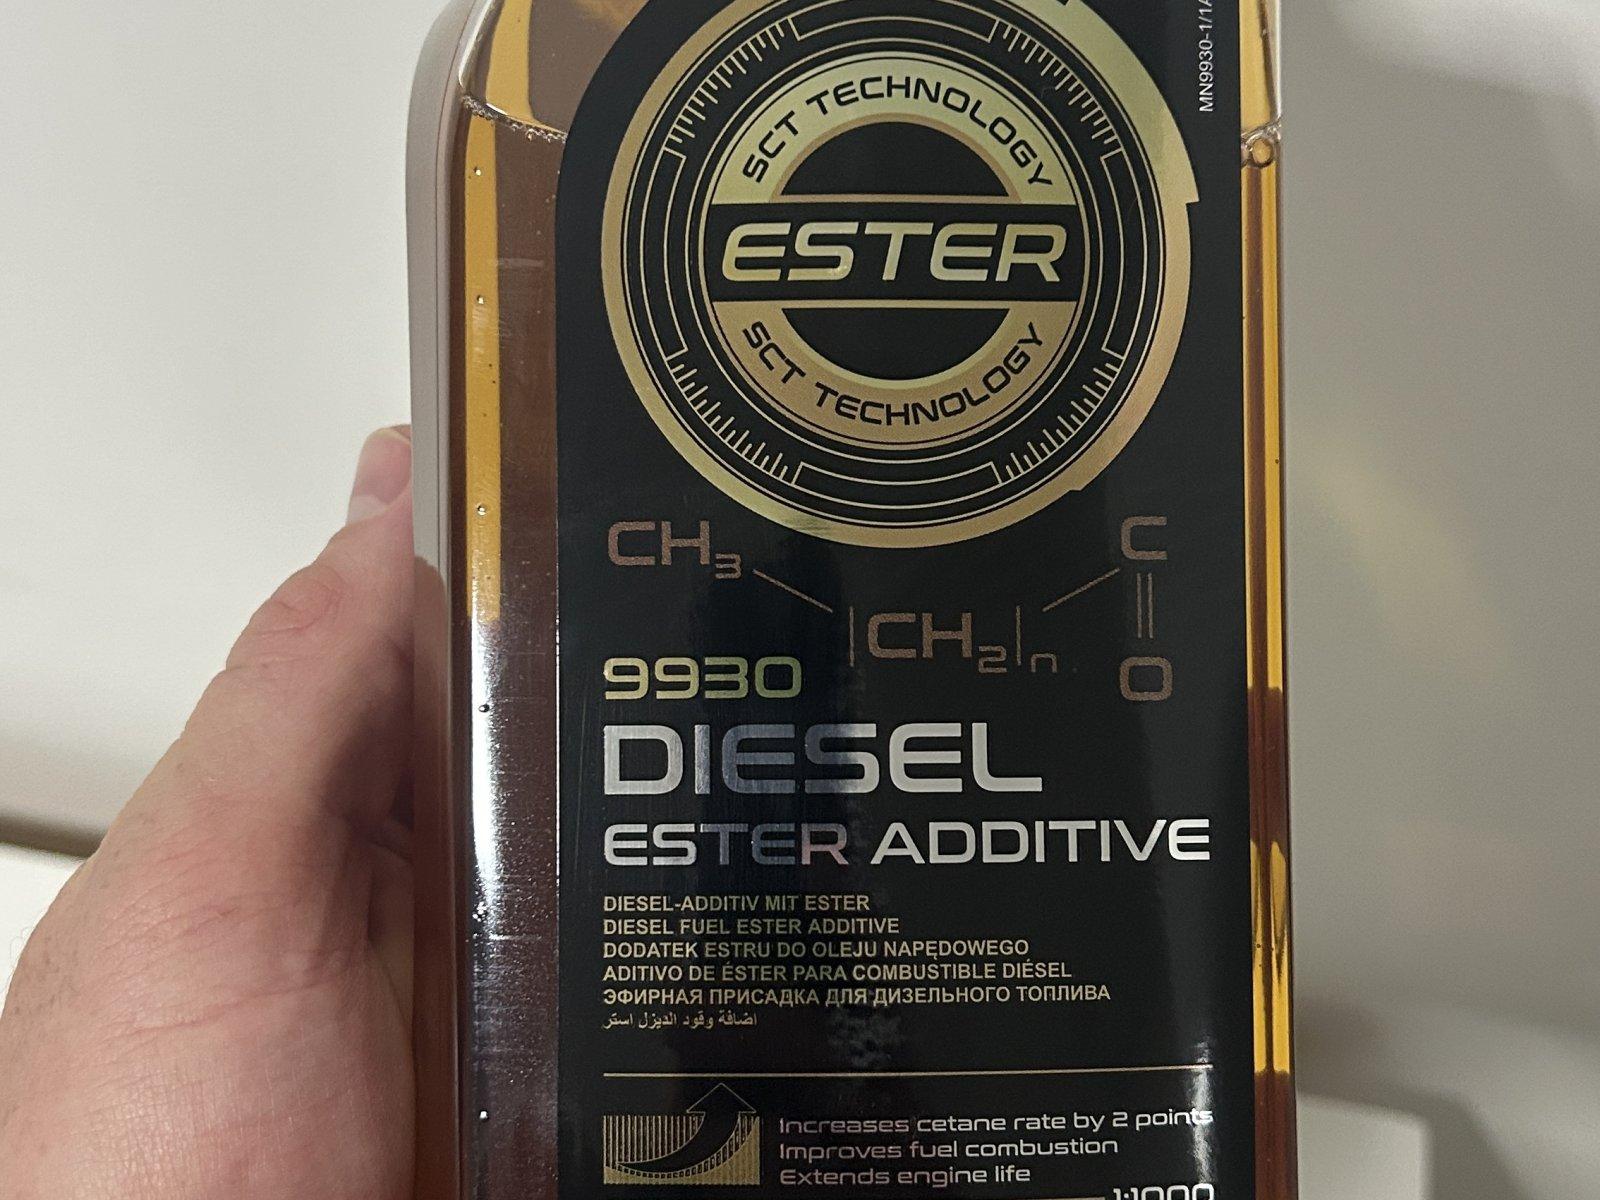 MN9930-1/1A
SCT TECHNOLOGY
ESTER
SCT TECHNOLOGY
CH3
C
|CH2|n
O
9930
DIESEL
ESTER ADDITIVE
DIESEL-ADDITIV MIT ESTER
DIESEL FUEL ESTER ADDITIVE
DODATEK ESTRU DO OLEJU NAPĘDOWEGO
ADITIVO DE ÉSTER PARA COMBUSTIBLE DIÉSEL
ЭФИРНАЯ ПРИСАДКА ДЛЯ ДИЗЕЛЬНОГО ТОПЛИВА
اضافة وقود الديزل استر
Increases cetane rate by 2 points
Improves fuel combustion
Extends engine life
1:1000